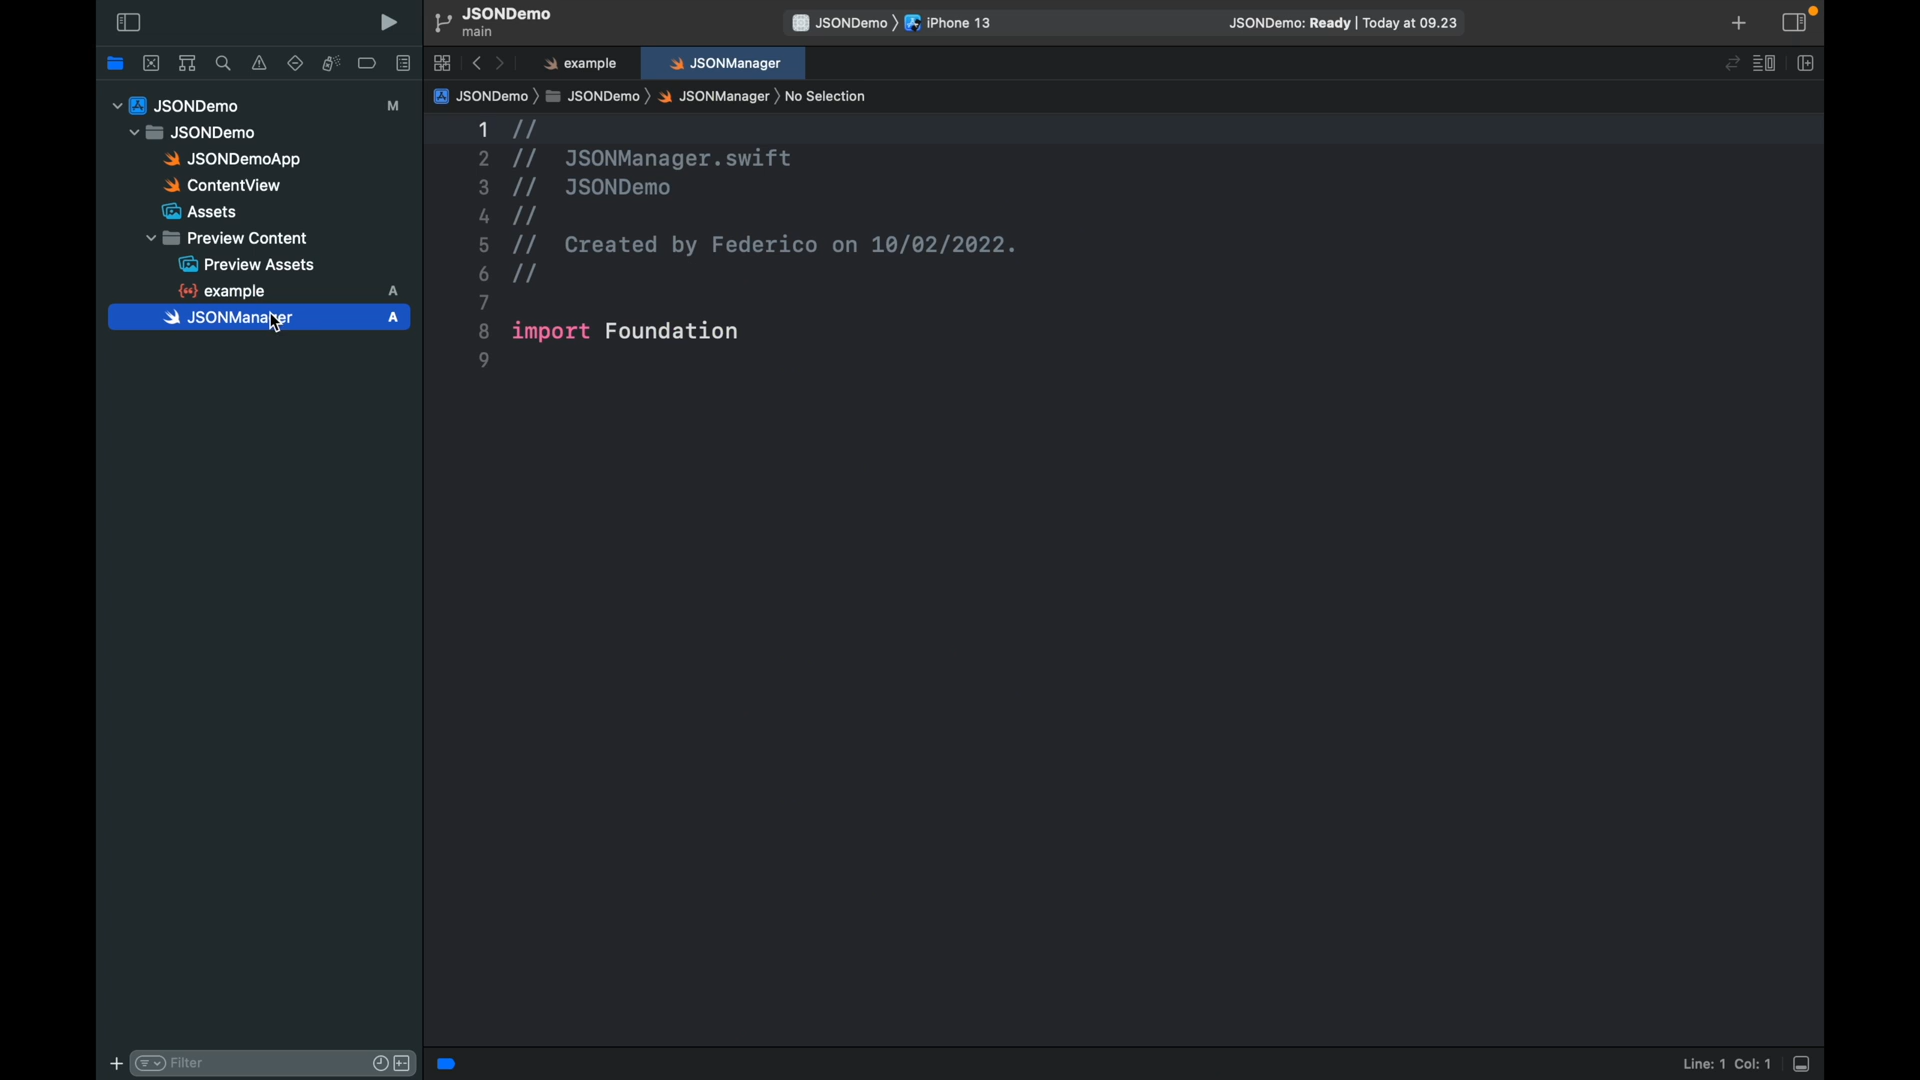 JSONDemo
main
JSONDemo 〉 iPhone 13
JSONDemo: Ready | Today at 09.23
example
JSONManager
JSONDemo 〉 JSONDemo 〉 JSONManager 〉 No Selection
JSONDemo M
JSONDemo
JSONDemoApp
ContentView
Assets
Preview Content
Preview Assets
example A
JSONManager A
1 //
2 //  JSONManager.swift
3 //  JSONDemo
4 //
5 //  Created by Federico on 10/02/2022.
6 //
7
8 import Foundation
9
Filter
Line: 1 Col: 1